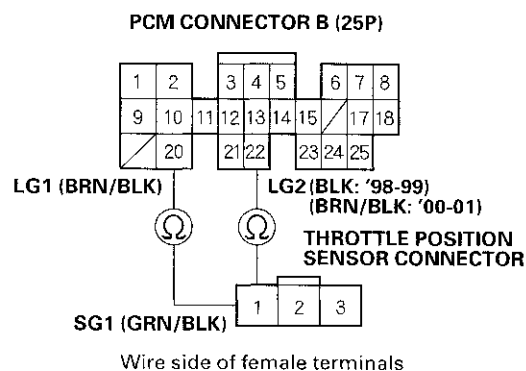 PCM CONNECTOR B (25P)
1 2 3 4 5 6 7 8
9 10 11 12 13 14 15 17 18
20 21 22 23 24 25
LG1 (BRN/BLK)
LG2 (BLK: '98-99)
(BRN/BLK: '00-01)
Ω Ω
THROTTLE POSITION
SENSOR CONNECTOR
1 2 3
SG1 (GRN/BLK)
Wire side of female terminals